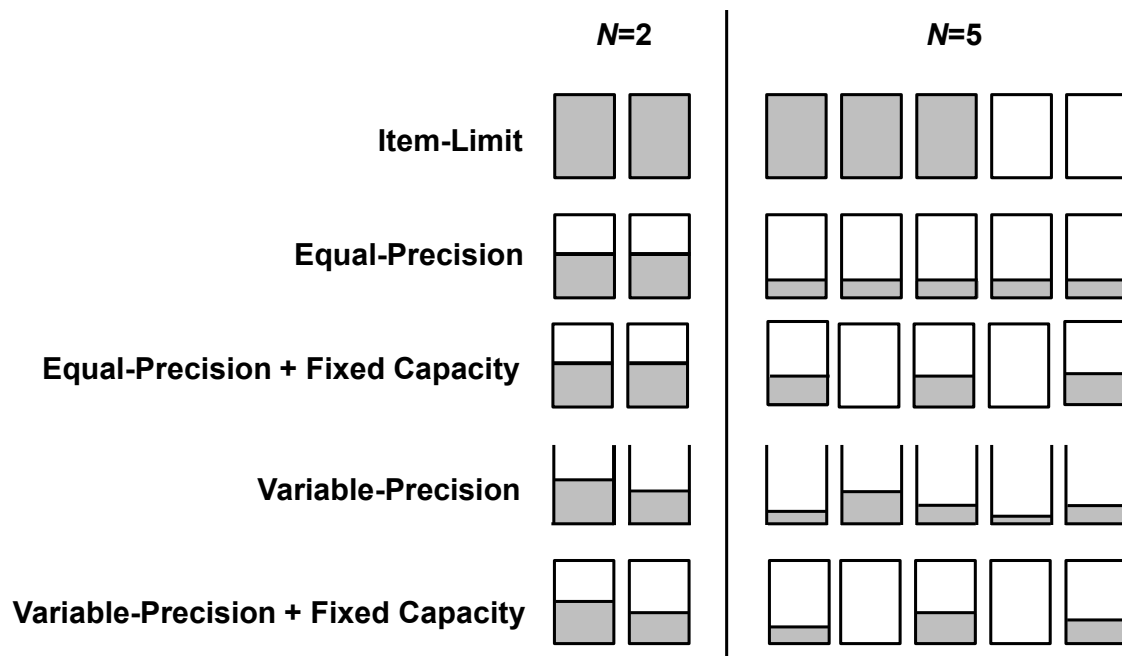 N=2
N=5
Item-Limit
Equal-Precision
Equal-Precision + Fixed Capacity
Variable-Precision
Variable-Precision + Fixed Capacity